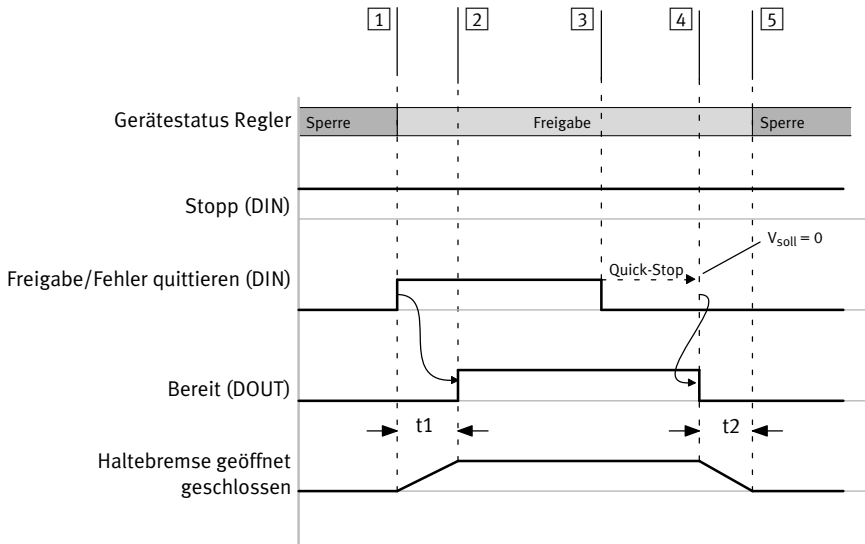 1 2 3 4 5
Gerätestatus Regler
Sperre Freigabe Sperre
Stopp (DIN)
V_soll = 0
Freigabe/Fehler quittieren (DIN)
Quick-Stop
Bereit (DOUT)
t1 t2
Haltebremse geöffnet
geschlossen